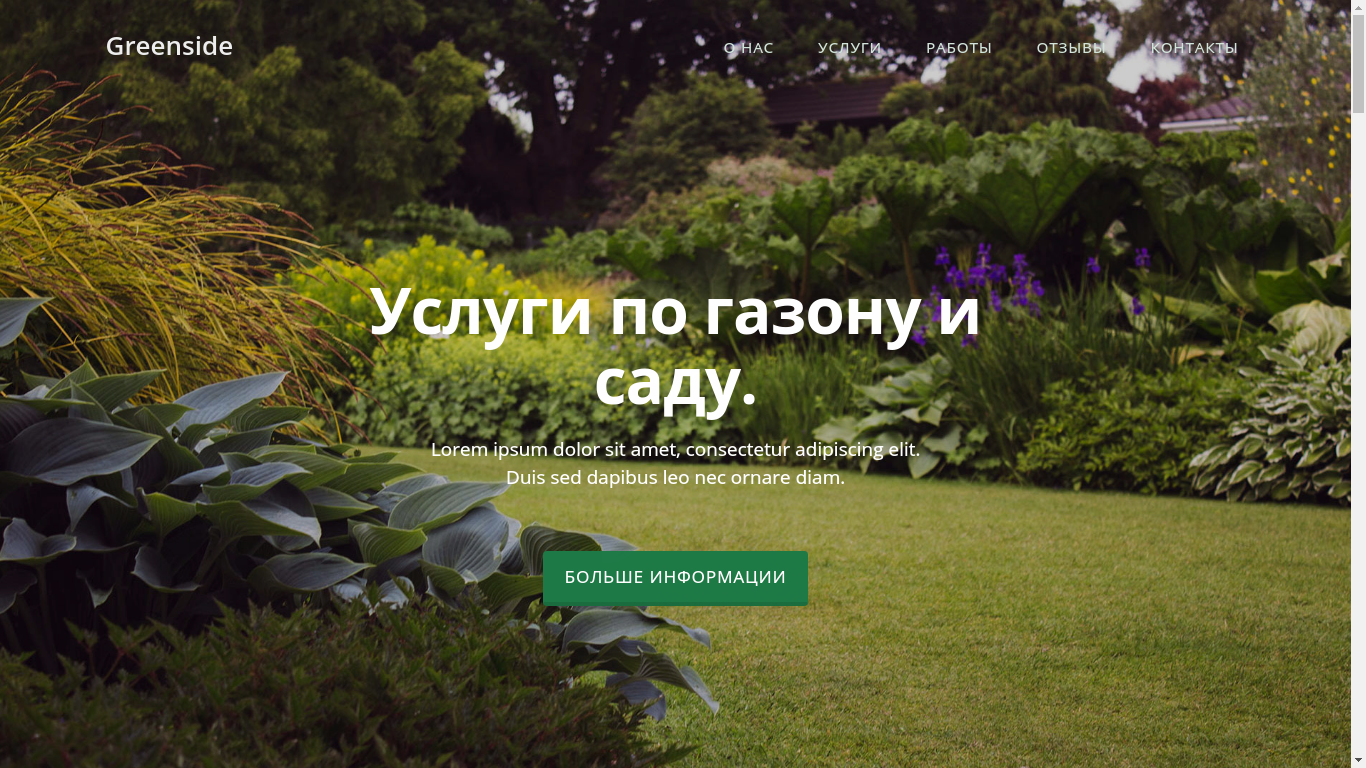 Greenside
О НАС УСЛУГИ РАБОТЫ ОТЗЫВЫ КОНТАКТЫ
Услуги по газону и
саду.
Lorem ipsum dolor sit amet, consectetur adipiscing elit.
Duis sed dapibus leo nec ornare diam.
БОЛЬШЕ ИНФОРМАЦИИ